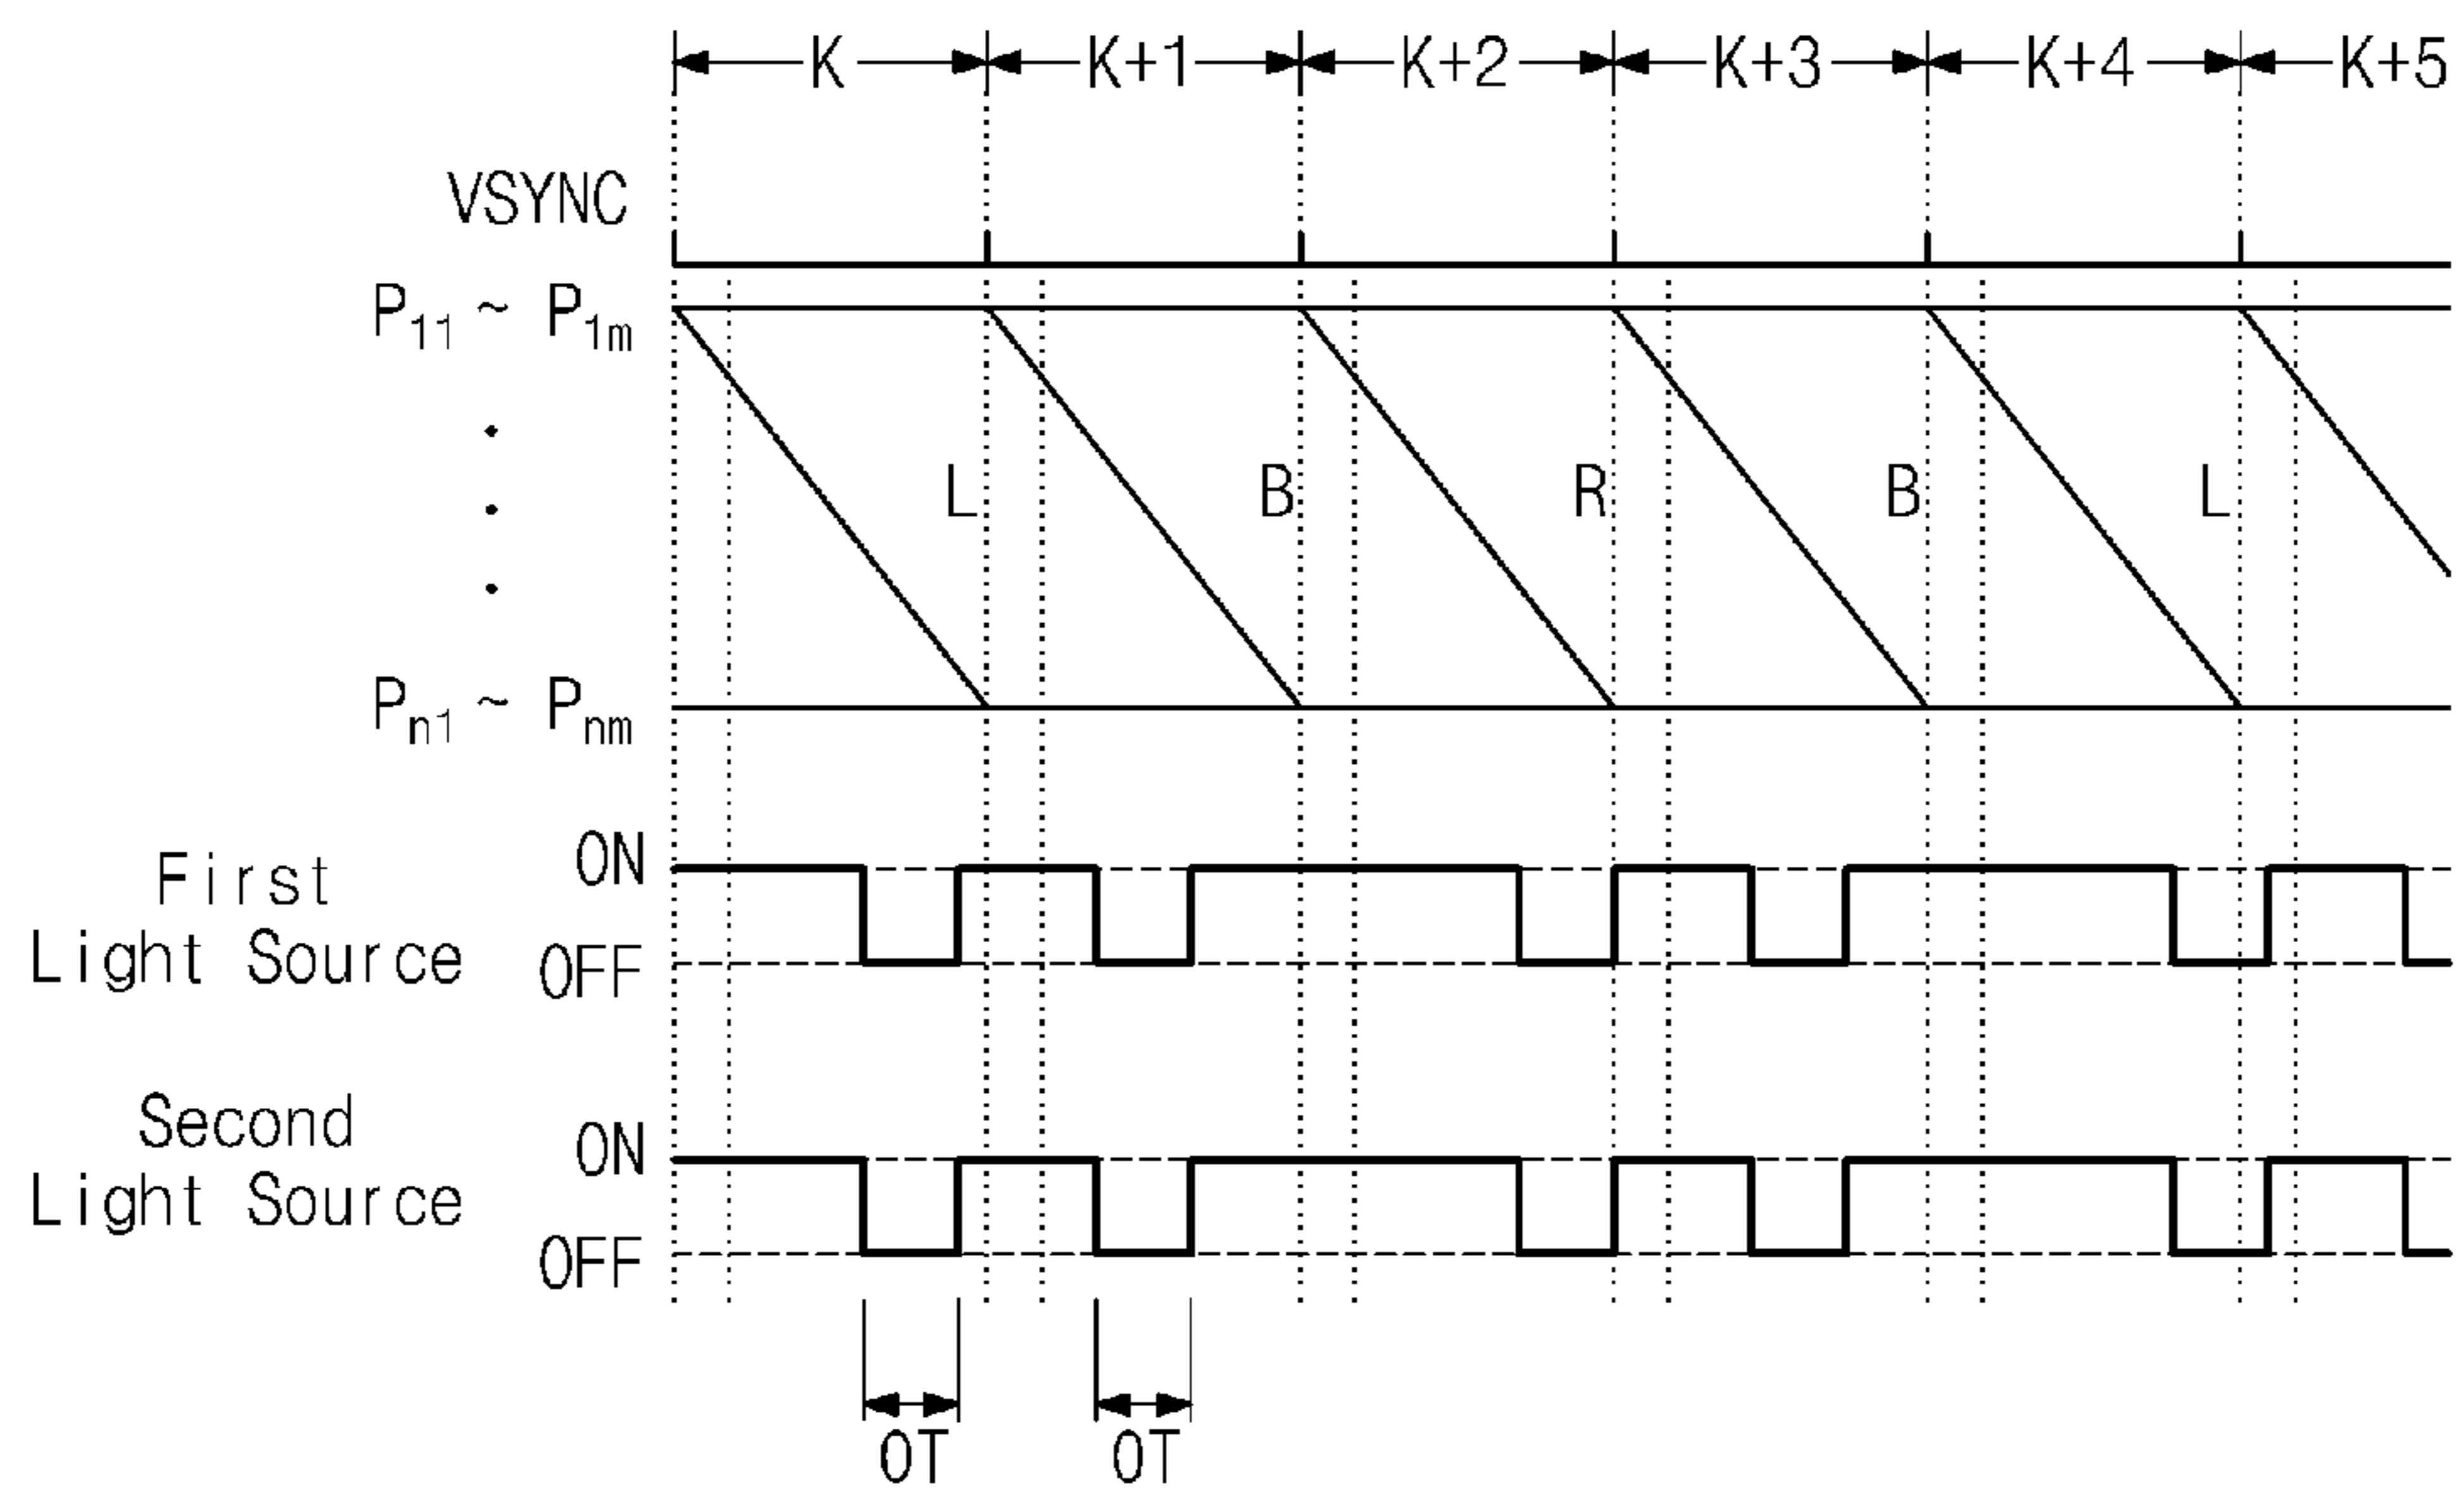 K K+1 K+2 K+3 K+4 K+5
VSYNC
P11 ~ P1m
L B R B L
Pn1 ~ Pnm
ON
First
Light Source
OFF
ON
Second
Light Source
OFF
OT OT